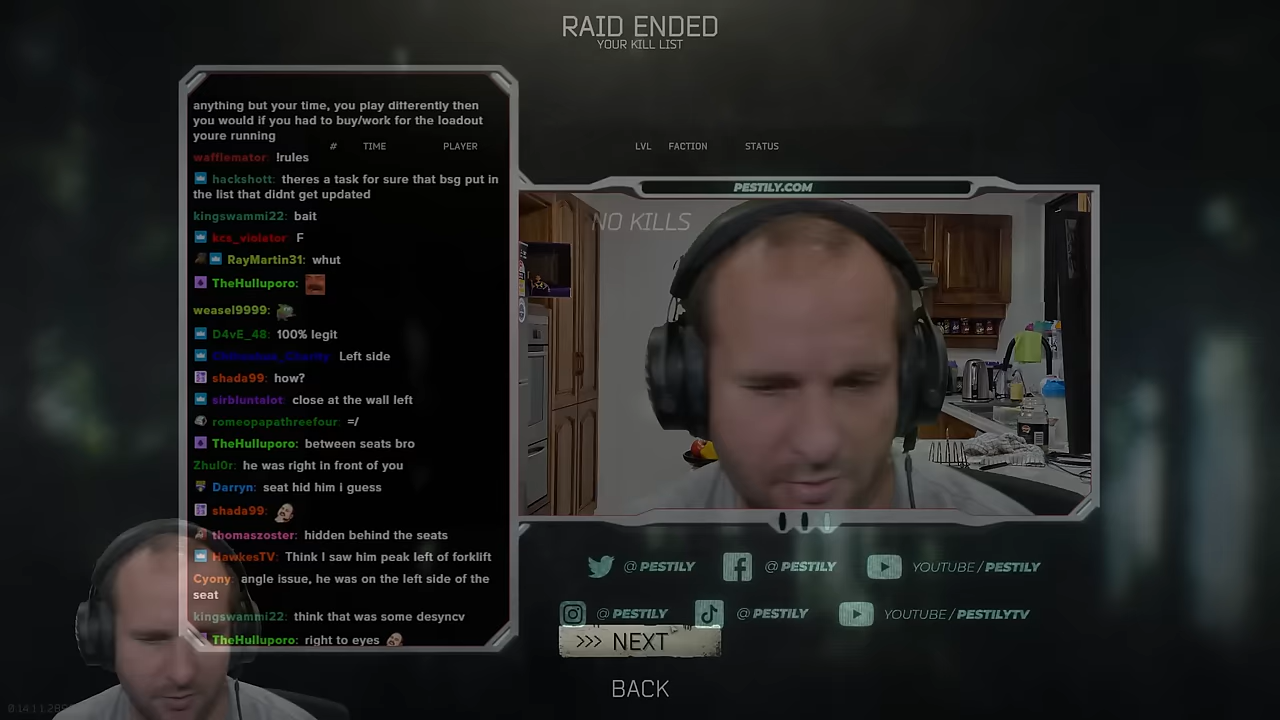 RAID ENDED
YOUR KILL LIST
anything but your time, you play differently then
you would if you had to buy/work for the loadout
youre running
# TIME PLAYER LVL FACTION STATUS
wafflemator: !rules
hackshott: theres a task for sure that bsg put in
the list that didnt get updated
kingswammi22: bait
kcs_violator: F
RayMartin31: whut
TheHulluporo:
weasel9999:
D4vE_48: 100% legit
Left side
shada99: how?
sirbluntalot: close at the wall left
romeopapathreefour: =/
TheHulluporo: between seats bro
Zhul0r: he was right in front of you
Darryn: seat hid him i guess
shada99:
thomaszoster: hidden behind the seats
HawkesTV: Think I saw him peak left of forklift
Cyony: angle issue, he was on the left side of the
seat
kingswammi22: think that was some desyncv
TheHulluporo: right to eyes
PESTILY.COM
NO KILLS
@PESTILY @PESTILY YOUTUBE/PESTILY
@PESTILY @PESTILY YOUTUBE/PESTILYTV
>>> NEXT
BACK